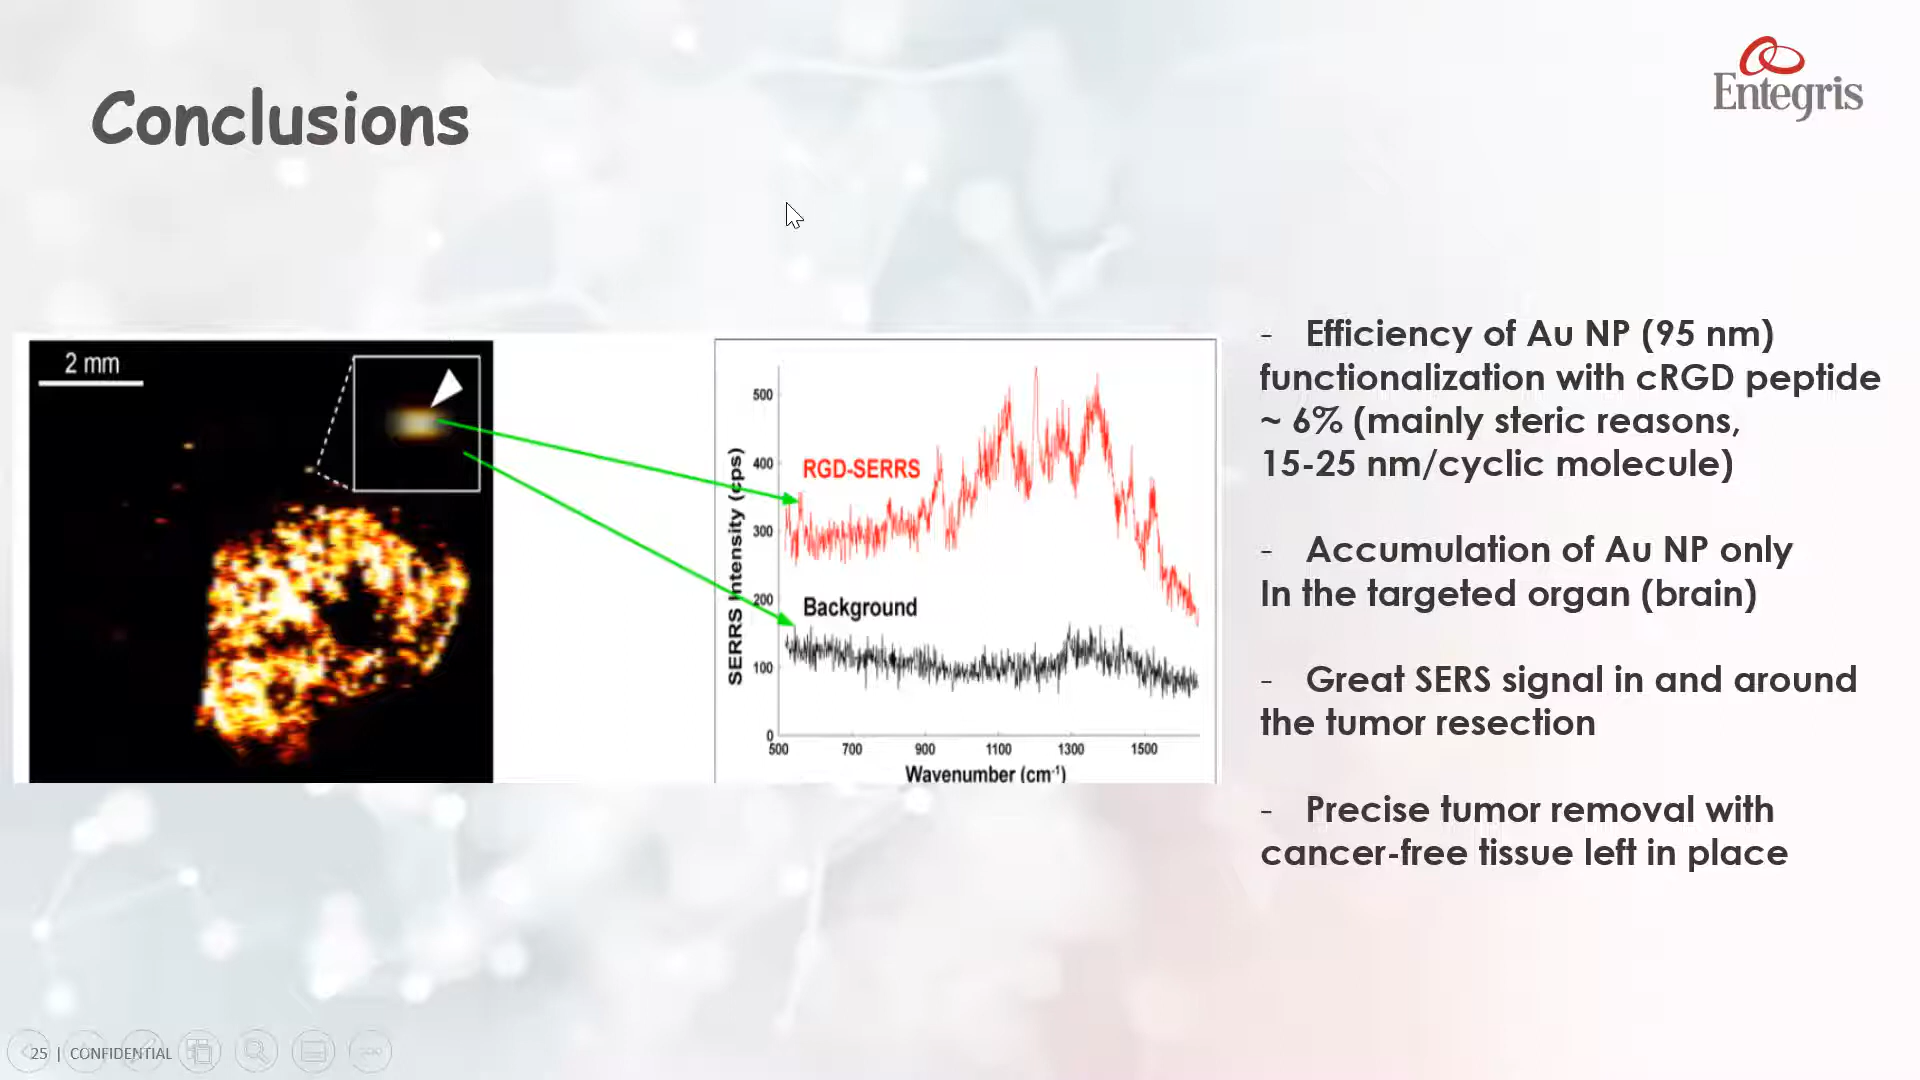 Conclusions
Entegris
2 mm
500
400
300
200
100
0
SERRS Intensity (cps)
RGD-SERRS
Background
500 700 900 1100 1300 1500
Wavenumber (cm⁻¹)
- Efficiency of Au NP (95 nm)
functionalization with cRGD peptide
~ 6% (mainly steric reasons,
15-25 nm/cyclic molecule)
- Accumulation of Au NP only
In the targeted organ (brain)
- Great SERS signal in and around
the tumor resection
- Precise tumor removal with
cancer-free tissue left in place
25 | CONFIDENTIAL